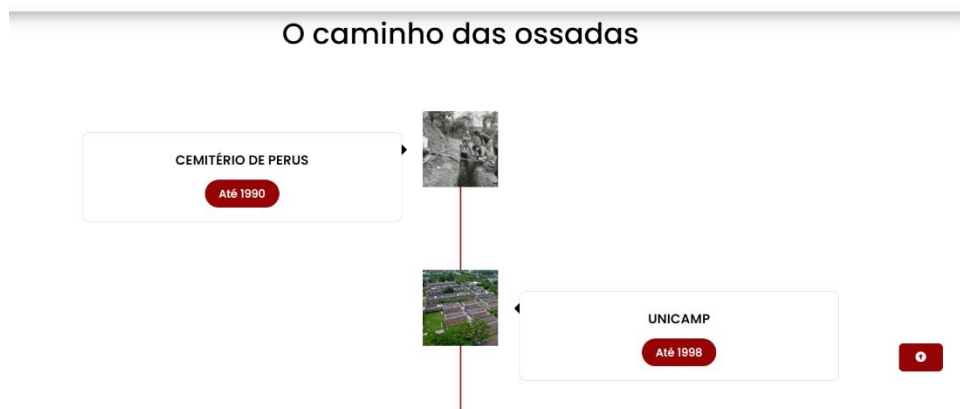 O caminho das ossadas
CEMITÉRIO DE PERUS
Até 1990
UNICAMP
Até 1998